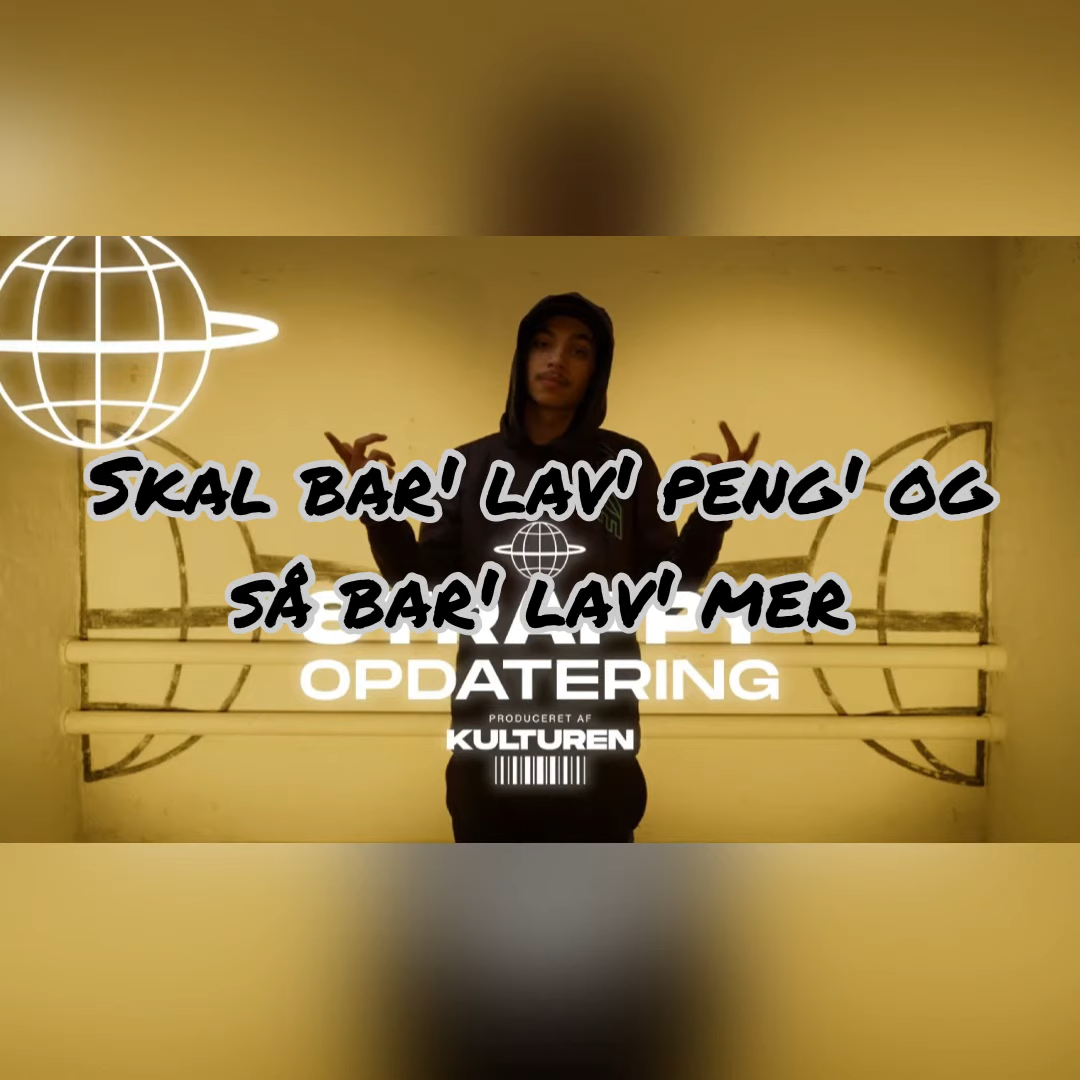 Skal bar' lav' peng' og
så bar' lav' mer
OPDATERING
PRODUCERET AF
KULTUREN